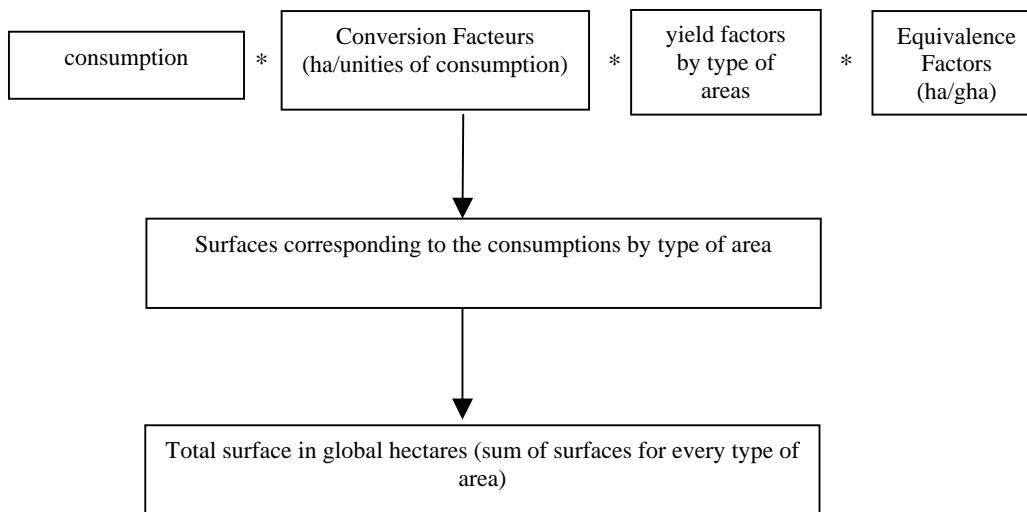 consumption
*
Conversion Facteurs
(ha/unities of consumption)
*
yield factors
by type of
areas
*
Equivalence
Factors
(ha/gha)
Surfaces corresponding to the consumptions by type of area
Total surface in global hectares (sum of surfaces for every type of
area)